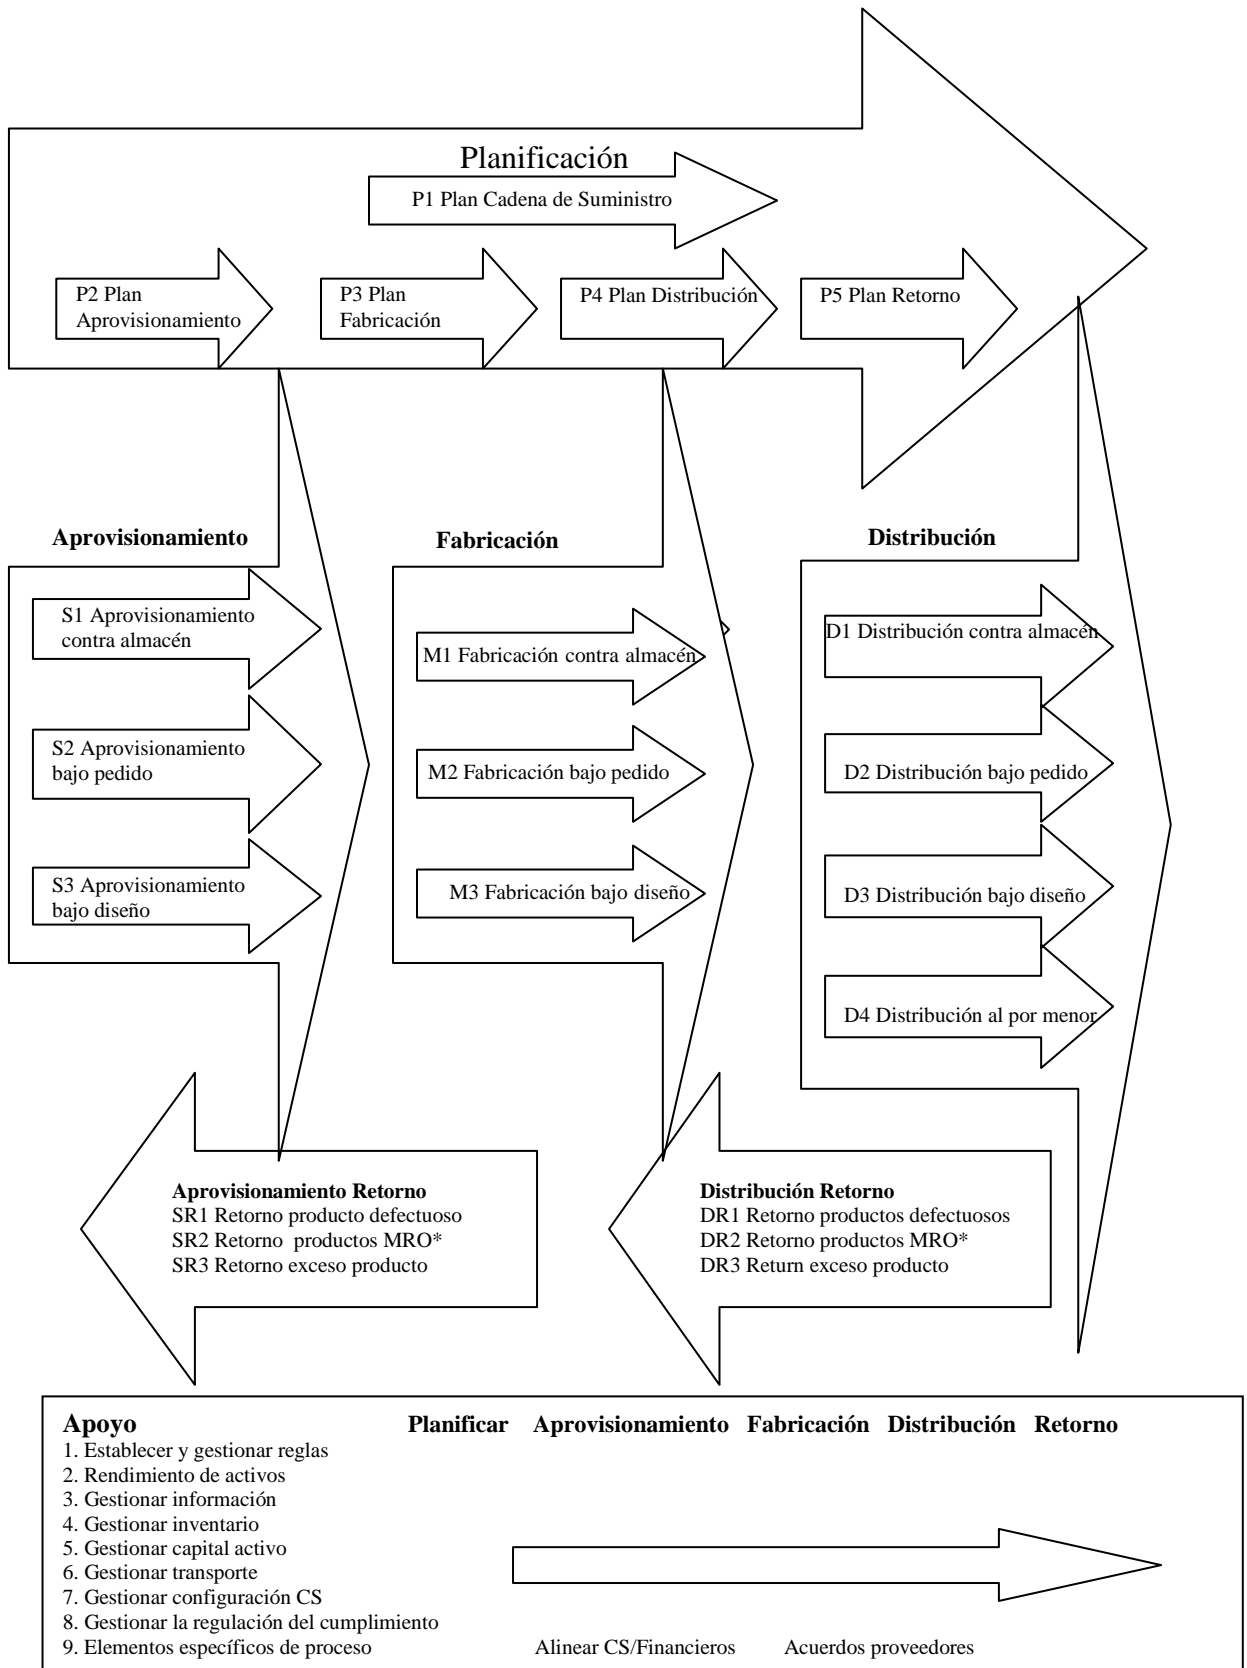 Planificación
P1 Plan Cadena de Suministro
P2 Plan
Aprovisionamiento
P3 Plan
Fabricación
P4 Plan Distribución
P5 Plan Retorno
Aprovisionamiento
S1 Aprovisionamiento
contra almacén
S2 Aprovisionamiento
bajo pedido
S3 Aprovisionamiento
bajo diseño
Fabricación
M1 Fabricación contra almacén
M2 Fabricación bajo pedido
M3 Fabricación bajo diseño
Distribución
D1 Distribución contra almacén
D2 Distribución bajo pedido
D3 Distribución bajo diseño
D4 Distribución al por menor
Aprovisionamiento Retorno
SR1 Retorno producto defectuoso
SR2 Retorno productos MRO*
SR3 Retorno exceso producto
Distribución Retorno
DR1 Retorno productos defectuosos
DR2 Retorno productos MRO*
DR3 Return exceso producto
Apoyo Planificar Aprovisionamiento Fabricación Distribución Retorno
1. Establecer y gestionar reglas
2. Rendimiento de activos
3. Gestionar información
4. Gestionar inventario
5. Gestionar capital activo
6. Gestionar transporte
7. Gestionar configuración CS
8. Gestionar la regulación del cumplimiento
9. Elementos específicos de proceso Alinear CS/Financieros Acuerdos proveedores